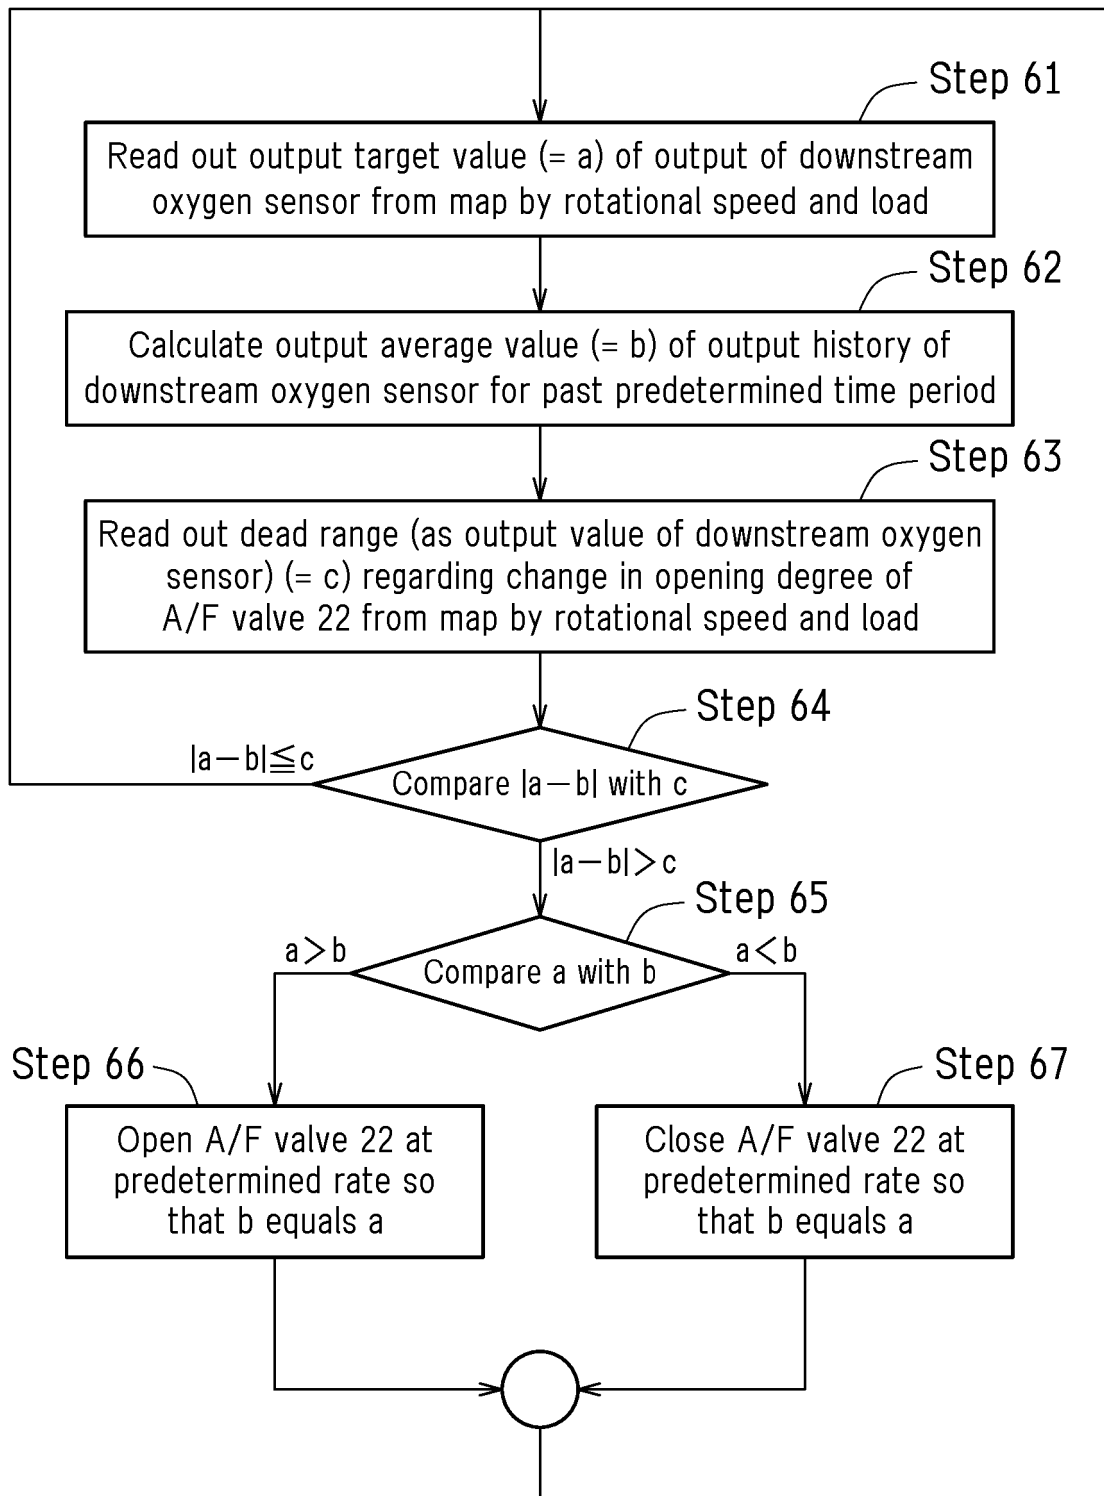 Step 61
Read out output target value (= a) of output of downstream
oxygen sensor from map by rotational speed and load
Step 62
Calculate output average value (= b) of output history of
downstream oxygen sensor for past predetermined time period
Step 63
Read out dead range (as output value of downstream oxygen
sensor) (= c) regarding change in opening degree of
A/F valve 22 from map by rotational speed and load
Step 64
|a−b|≦c
Compare |a−b| with c
|a−b|>c
Step 65
a>b
a<b
Compare a with b
Step 66
Step 67
Open A/F valve 22 at
predetermined rate so
that b equals a
Close A/F valve 22 at
predetermined rate so
that b equals a